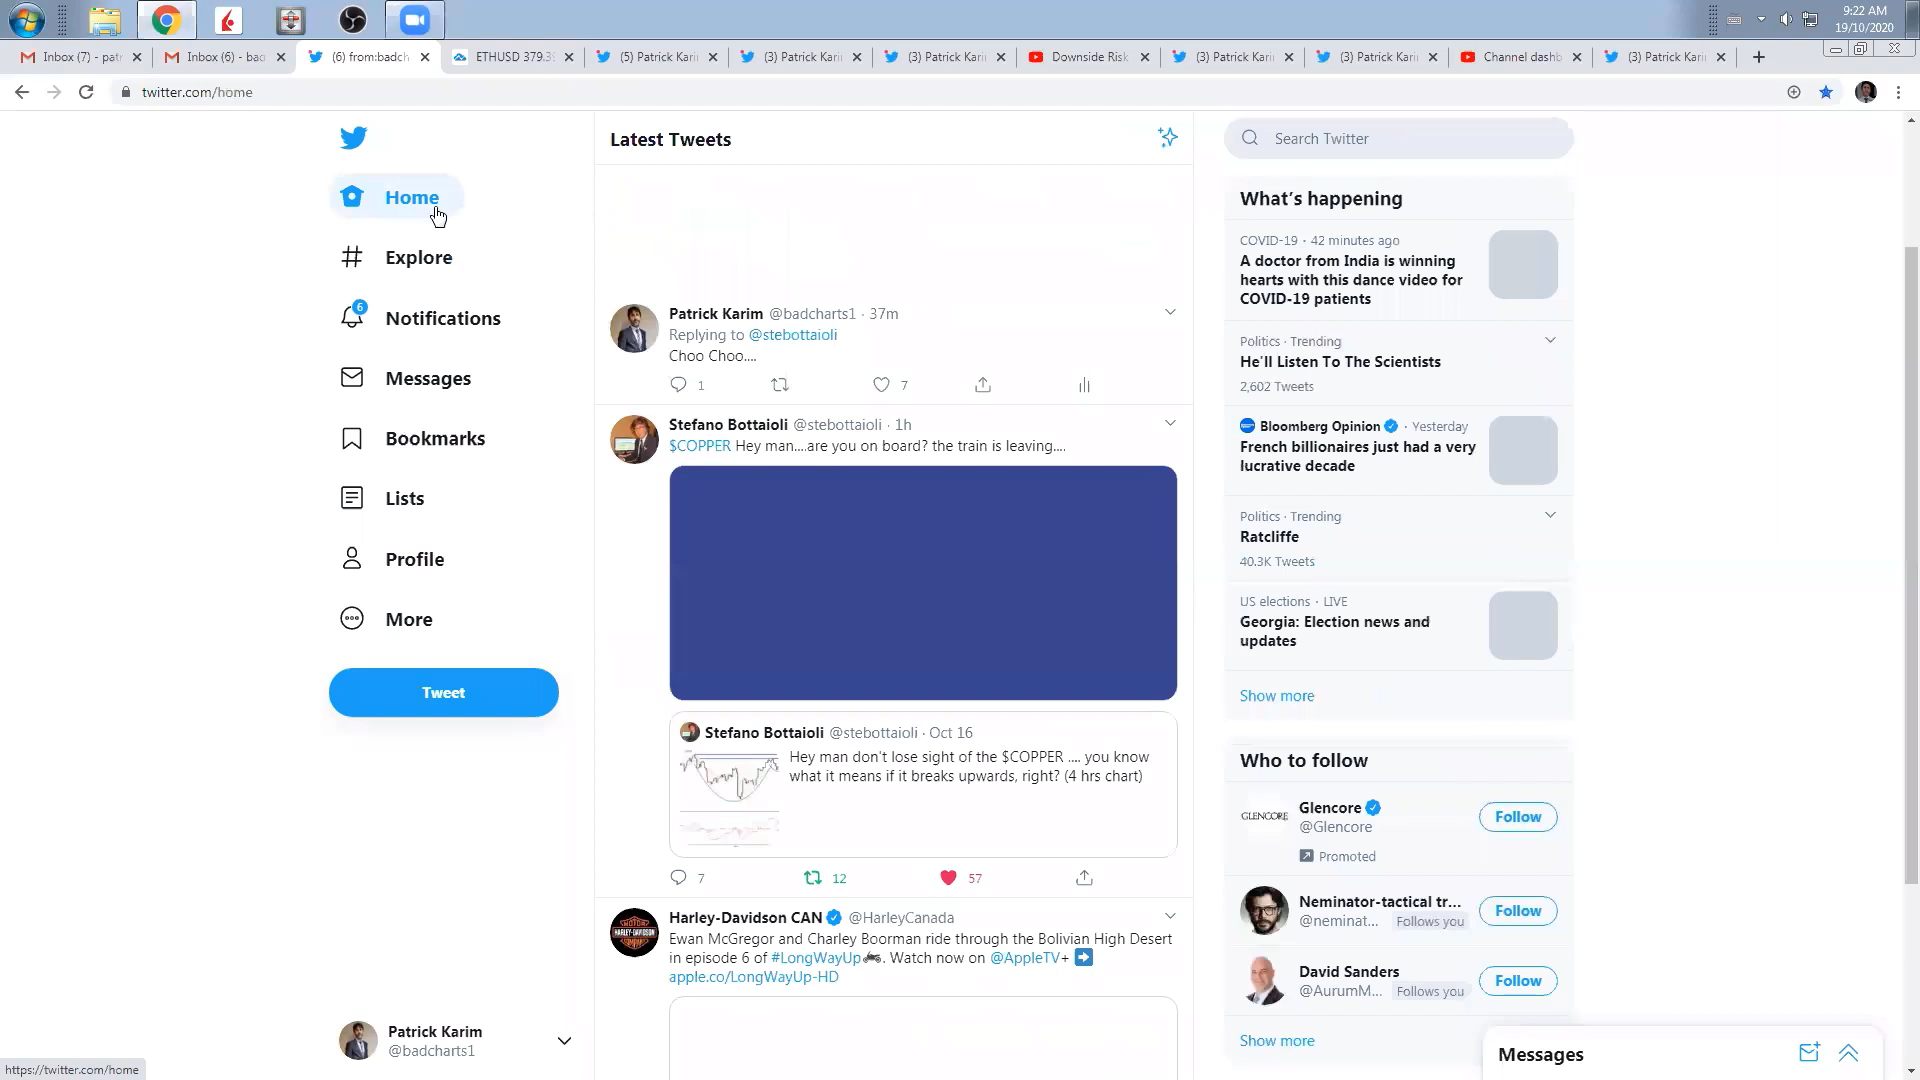 9:22 AM
19/10/2020
Inbox (7) - patr
Inbox (6) - bad
(6) from:badch
ETHUSD 379.3
(5) Patrick Kari
(3) Patrick Kari
(3) Patrick Kari
Downside Risk
(3) Patrick Kari
(3) Patrick Kari
Channel dashb
(3) Patrick Kari
twitter.com/home
Home
Explore
6
Notifications
Messages
Bookmarks
Lists
Profile
More
Tweet
Patrick Karim
@badcharts1
https://twitter.com/home
Latest Tweets
Patrick Karim @badcharts1 · 37m
Replying to @stebottaioli
Choo Choo....
1 7
Stefano Bottaioli @stebottaioli · 1h
$COPPER Hey man....are you on board? the train is leaving....
Stefano Bottaioli @stebottaioli · Oct 16
Hey man don't lose sight of the $COPPER .... you know
what it means if it breaks upwards, right? (4 hrs chart)
7 12 57
Harley-Davidson CAN @HarleyCanada
Ewan McGregor and Charley Boorman ride through the Bolivian High Desert
in episode 6 of #LongWayUp. Watch now on @AppleTV+
apple.co/LongWayUp-HD
MOTOR
HARLEY-DAVIDSON
COMPANY
Search Twitter
What's happening
COVID-19 · 42 minutes ago
A doctor from India is winning
hearts with this dance video for
COVID-19 patients
Politics · Trending
He'll Listen To The Scientists
2,602 Tweets
Bloomberg Opinion · Yesterday
French billionaires just had a very
lucrative decade
Politics · Trending
Ratcliffe
40.3K Tweets
US elections · LIVE
Georgia: Election news and
updates
Show more
Who to follow
GLENCORE
Glencore
@Glencore
Follow
Promoted
Neminator-tactical tr...
@neminat... Follows you
Follow
David Sanders
@AurumM... Follows you
Follow
Show more
Messages